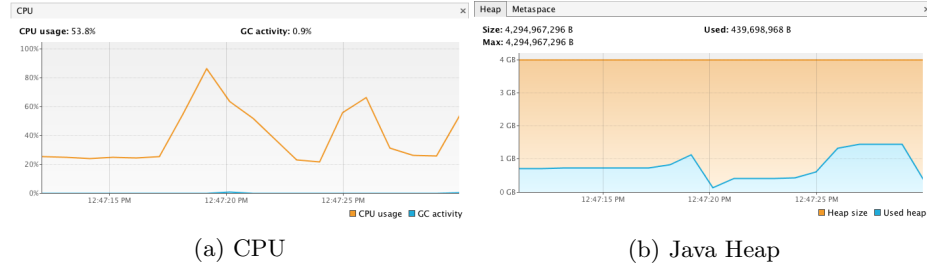 CPU ×
CPU usage: 53.8% GC activity: 0.9%
100%
80%
60%
40%
20%
0%
12:47:15 PM 12:47:20 PM 12:47:25 PM
CPU usage GC activity
(a) CPU
Heap Metaspace ×
Size: 4,294,967,296 B Used: 439,698,968 B
Max: 4,294,967,296 B
4 GB
3 GB
2 GB
1 GB
0 GB
12:47:15 PM 12:47:20 PM 12:47:25 PM
Heap size Used heap
(b) Java Heap